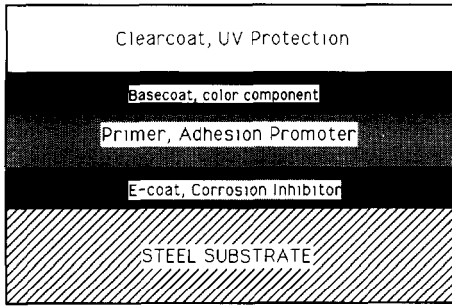 Clearcoat, UV Protection
Basecoat, color component
Primer, Adhesion Promoter
E-coat, Corrosion Inhibitor
STEEL SUBSTRATE